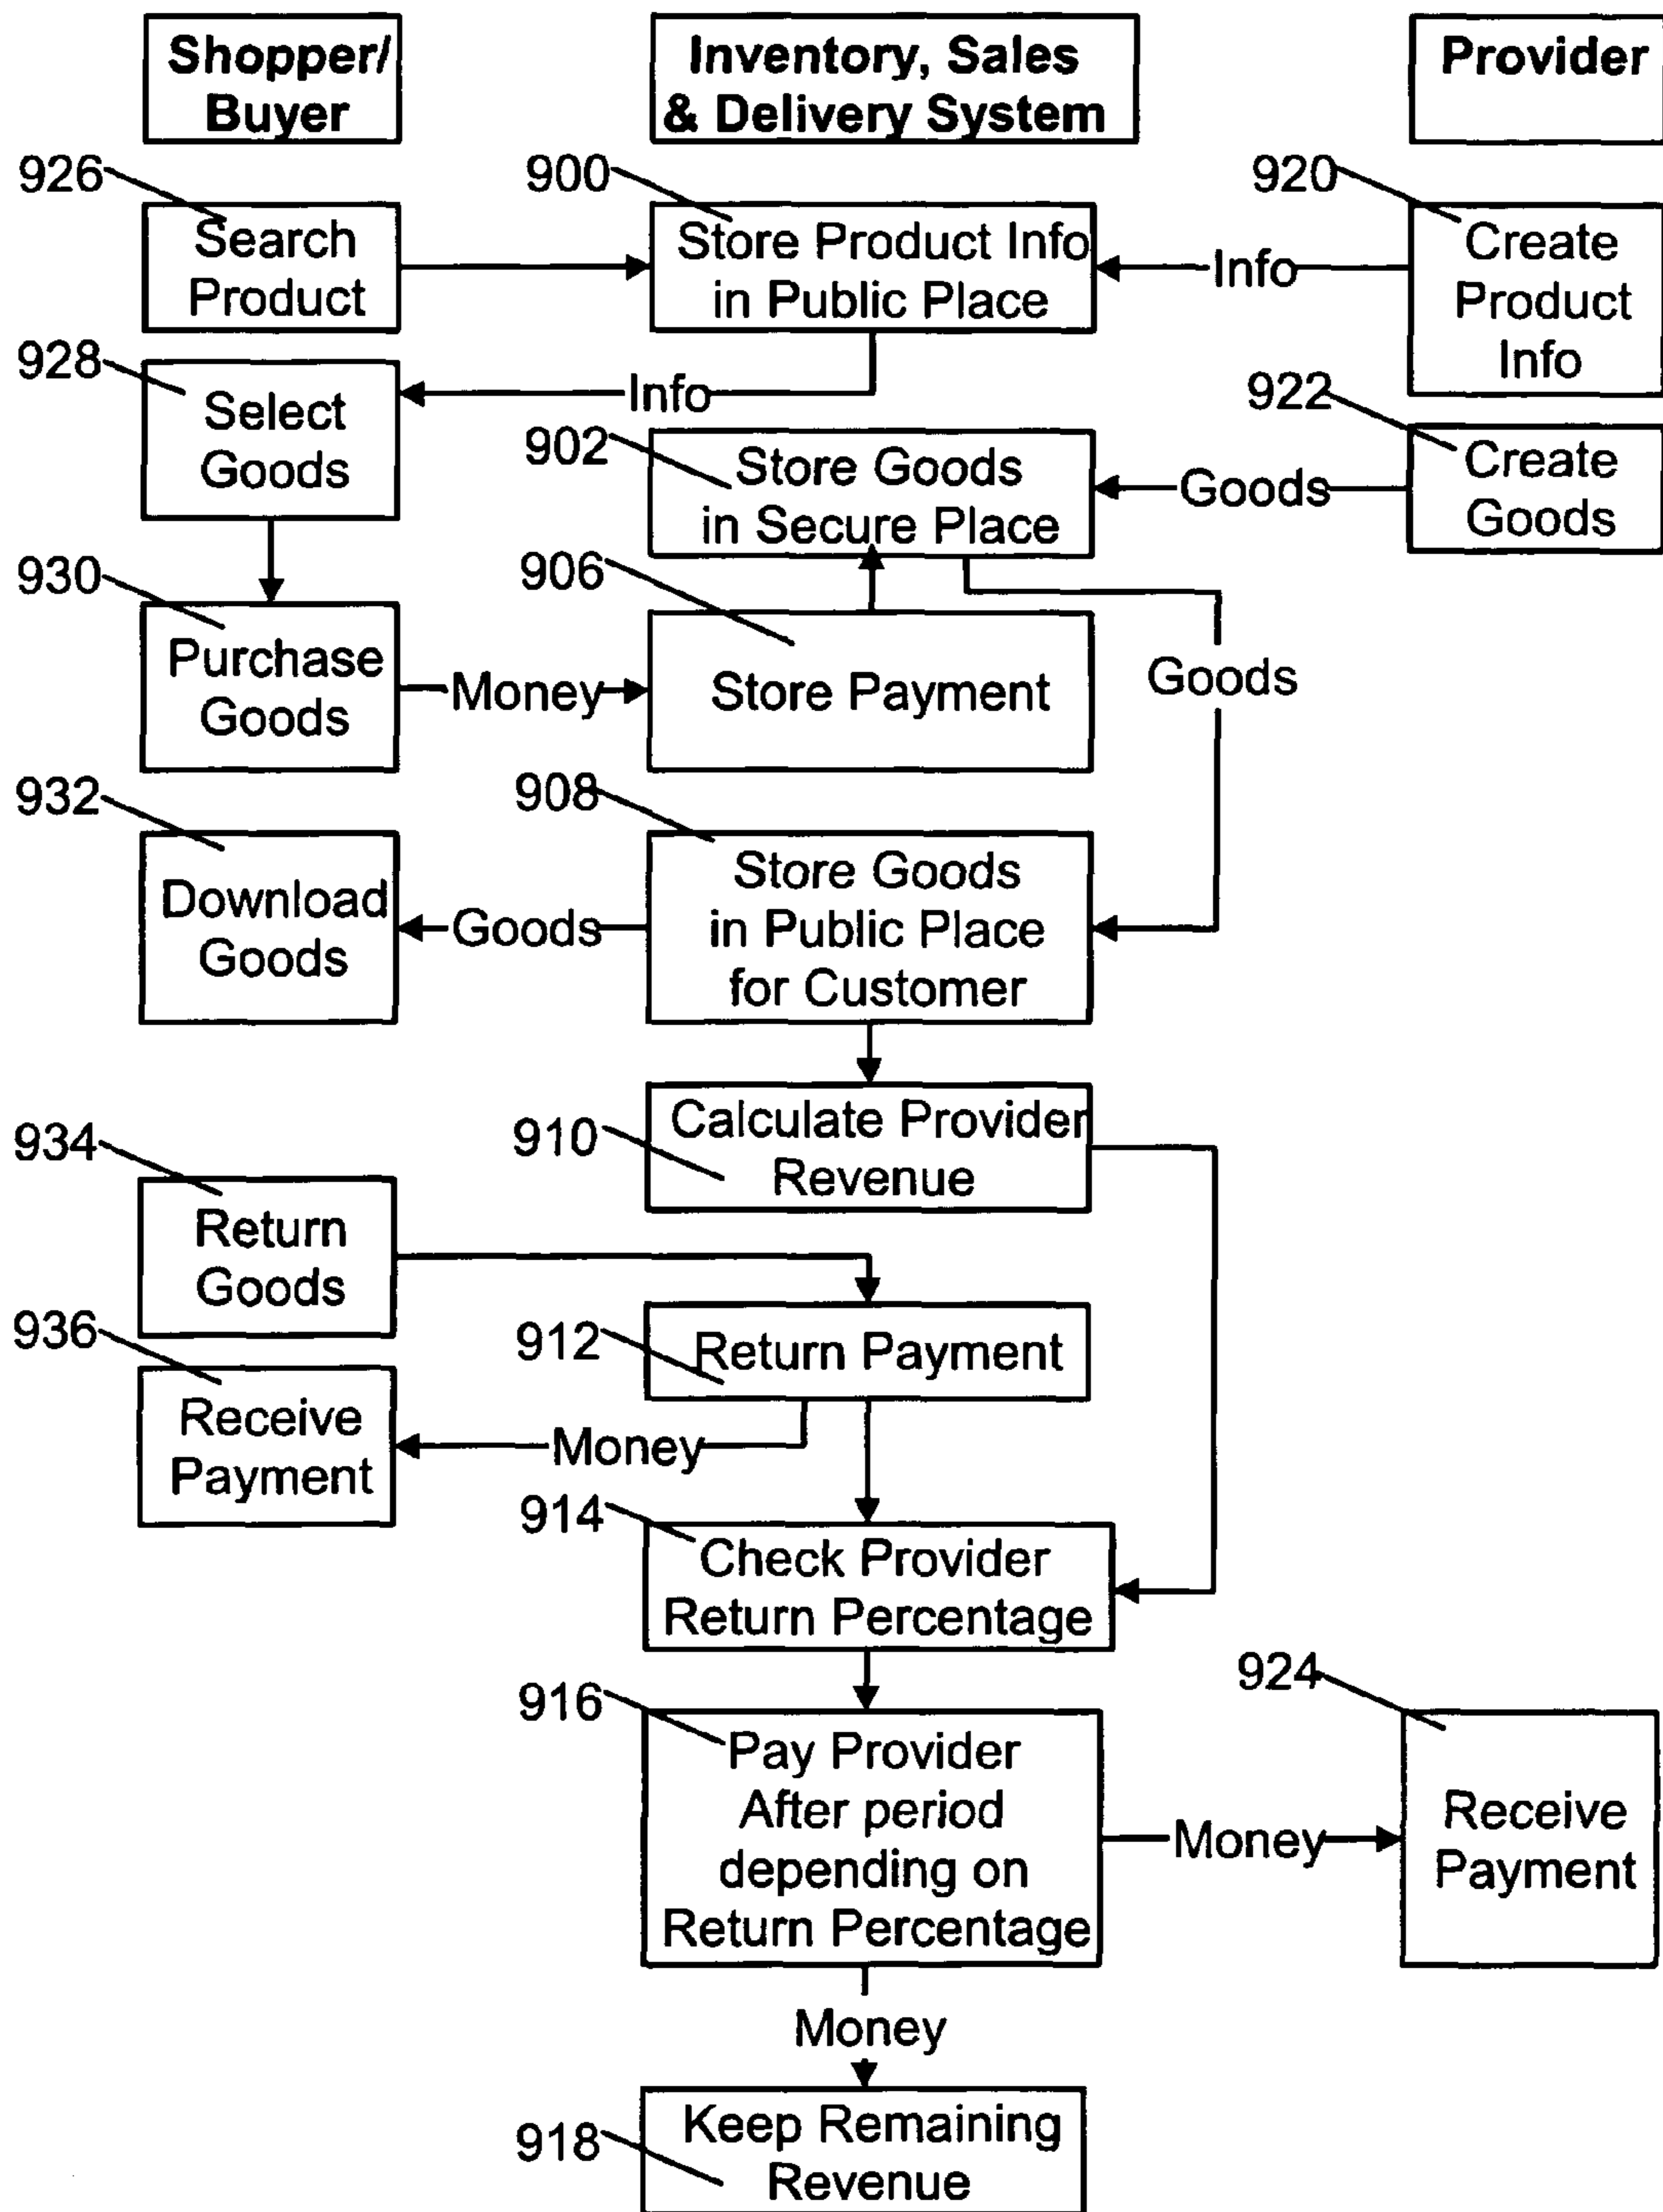 Shopper/
Buyer
Inventory, Sales
& Delivery System
Provider
926
900
920
Search
Product
Store Product Info
in Public Place
Info
Create
Product
Info
928
Select
Goods
Info
922
902
Store Goods
in Secure Place
Goods
Create
Goods
930
906
Purchase
Goods
Money
Store Payment
Goods
932
908
Download
Goods
Goods
Store Goods
in Public Place
for Customer
910
Calculate Provider
Revenue
934
Return
Goods
936
912
Return Payment
Receive
Payment
Money
914
Check Provider
Return Percentage
916
924
Pay Provider
After period
depending on
Return Percentage
Money
Receive
Payment
Money
918
Keep Remaining
Revenue